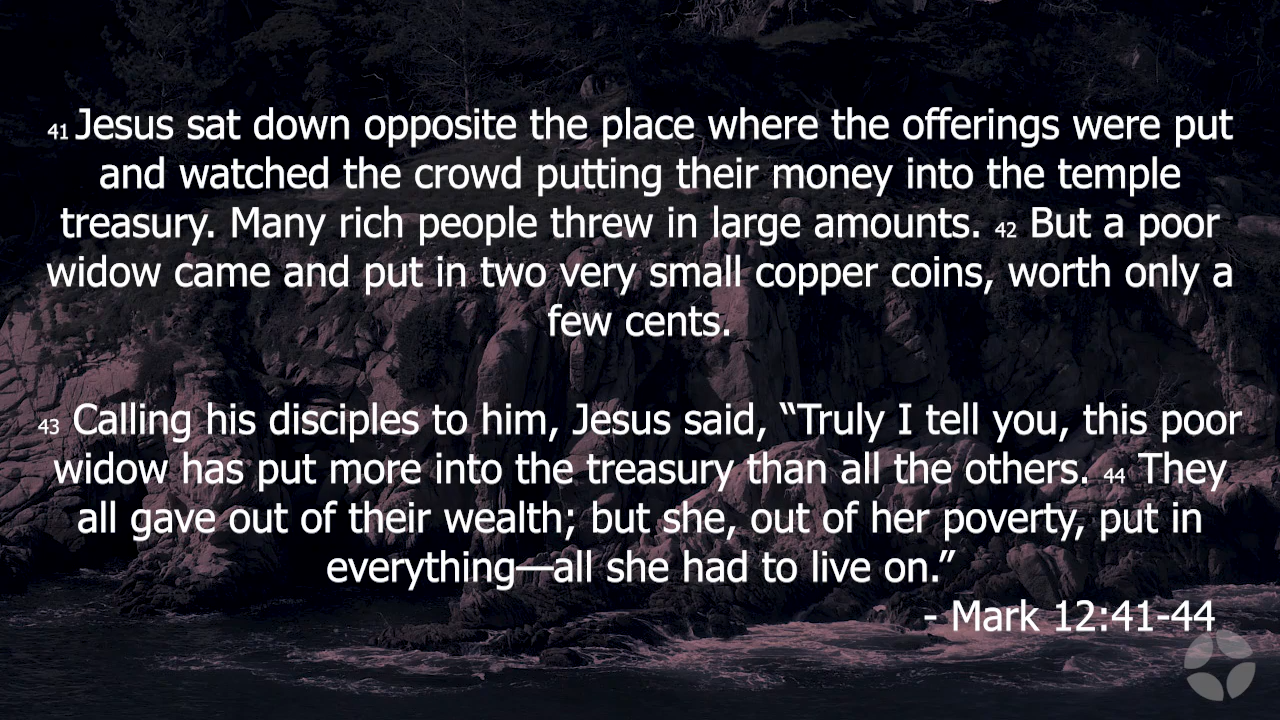 41 Jesus sat down opposite the place where the offerings were put
and watched the crowd putting their money into the temple
treasury. Many rich people threw in large amounts. 42 But a poor
widow came and put in two very small copper coins, worth only a
few cents.
43 Calling his disciples to him, Jesus said, “Truly I tell you, this poor
widow has put more into the treasury than all the others. 44 They
all gave out of their wealth; but she, out of her poverty, put in
everything—all she had to live on.”
- Mark 12:41-44